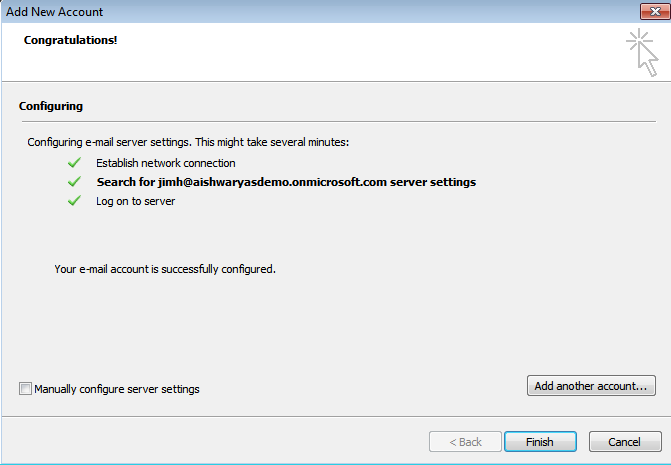 Add New Account
Congratulations!
Configuring
Configuring e-mail server settings. This might take several minutes:
Establish network connection
Search for jimh@aishwaryasdemo.onmicrosoft.com server settings
Log on to server
Your e-mail account is successfully configured.
Manually configure server settings
Add another account...
< Back
Finish
Cancel